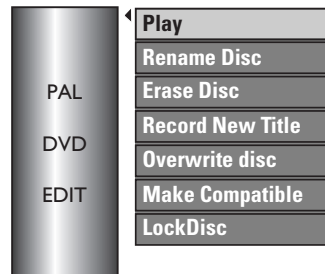 PAL
DVD
EDIT
Play
Rename Disc
Erase Disc
Record New Title
Overwrite disc
Make Compatible
LockDisc